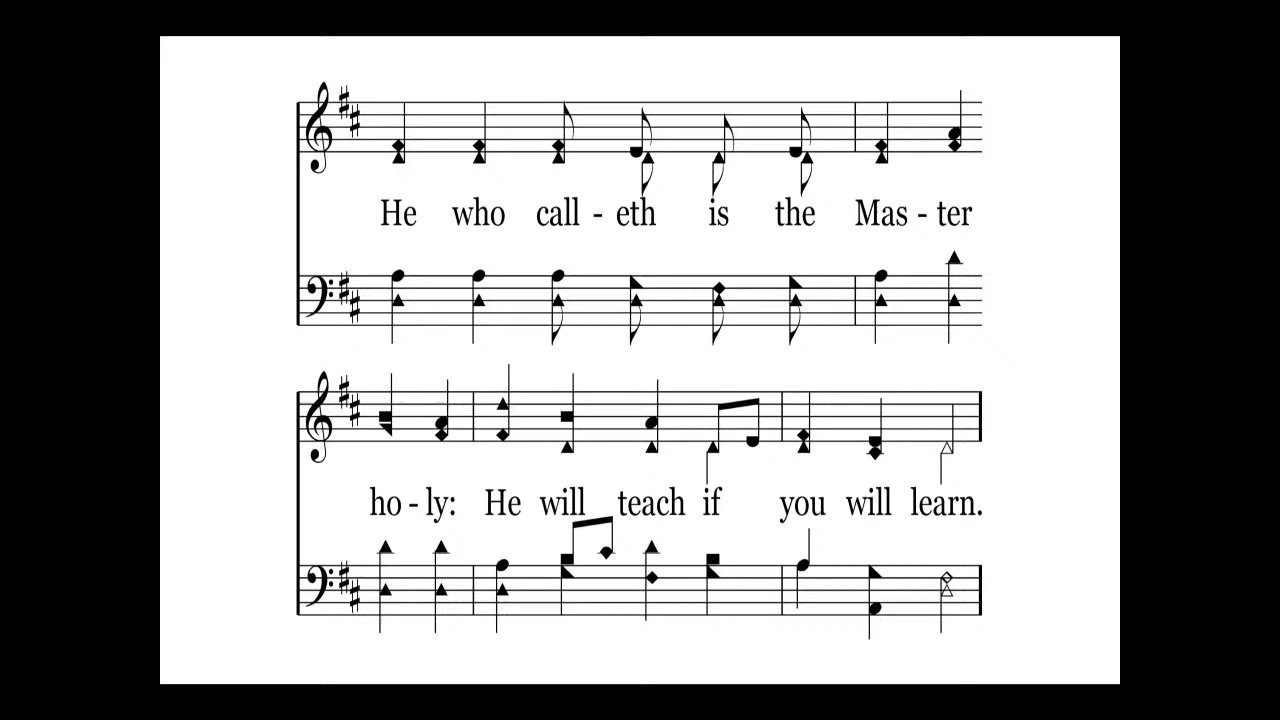 He who call - eth is the Mas - ter
ho - ly: He will teach if you will learn.